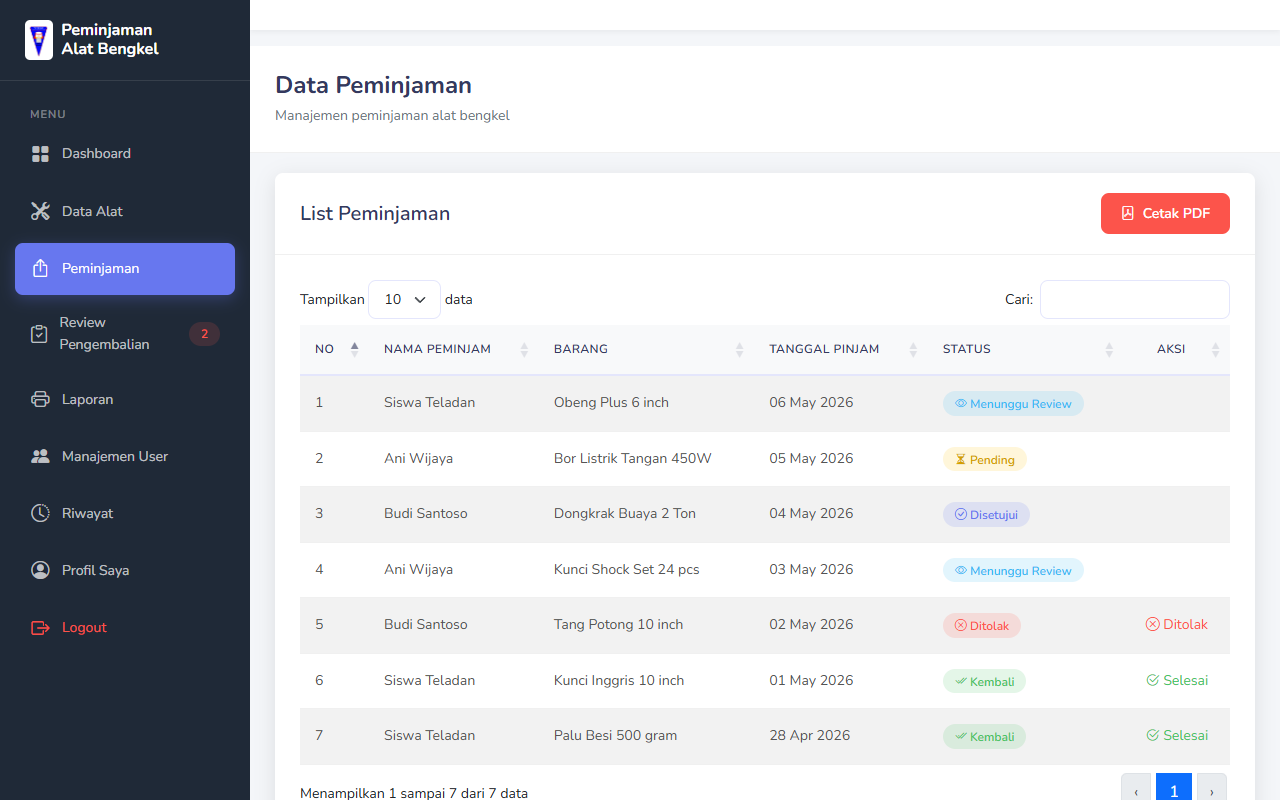 Peminjaman
Alat Bengkel
MENU
Dashboard
Data Alat
Peminjaman
Review
Pengembalian
2
Laporan
Manajemen User
Riwayat
Profil Saya
Logout
Data Peminjaman
Manajemen peminjaman alat bengkel
List Peminjaman
Cetak PDF
Tampilkan 10 data
Cari:
NO NAMA PEMINJAM BARANG TANGGAL PINJAM STATUS AKSI
1 Siswa Teladan Obeng Plus 6 inch 06 May 2026 Menunggu Review
2 Ani Wijaya Bor Listrik Tangan 450W 05 May 2026 Pending
3 Budi Santoso Dongkrak Buaya 2 Ton 04 May 2026 Disetujui
4 Ani Wijaya Kunci Shock Set 24 pcs 03 May 2026 Menunggu Review
5 Budi Santoso Tang Potong 10 inch 02 May 2026 Ditolak Ditolak
6 Siswa Teladan Kunci Inggris 10 inch 01 May 2026 Kembali Selesai
7 Siswa Teladan Palu Besi 500 gram 28 Apr 2026 Kembali Selesai
Menampilkan 1 sampai 7 dari 7 data
‹ 1 ›